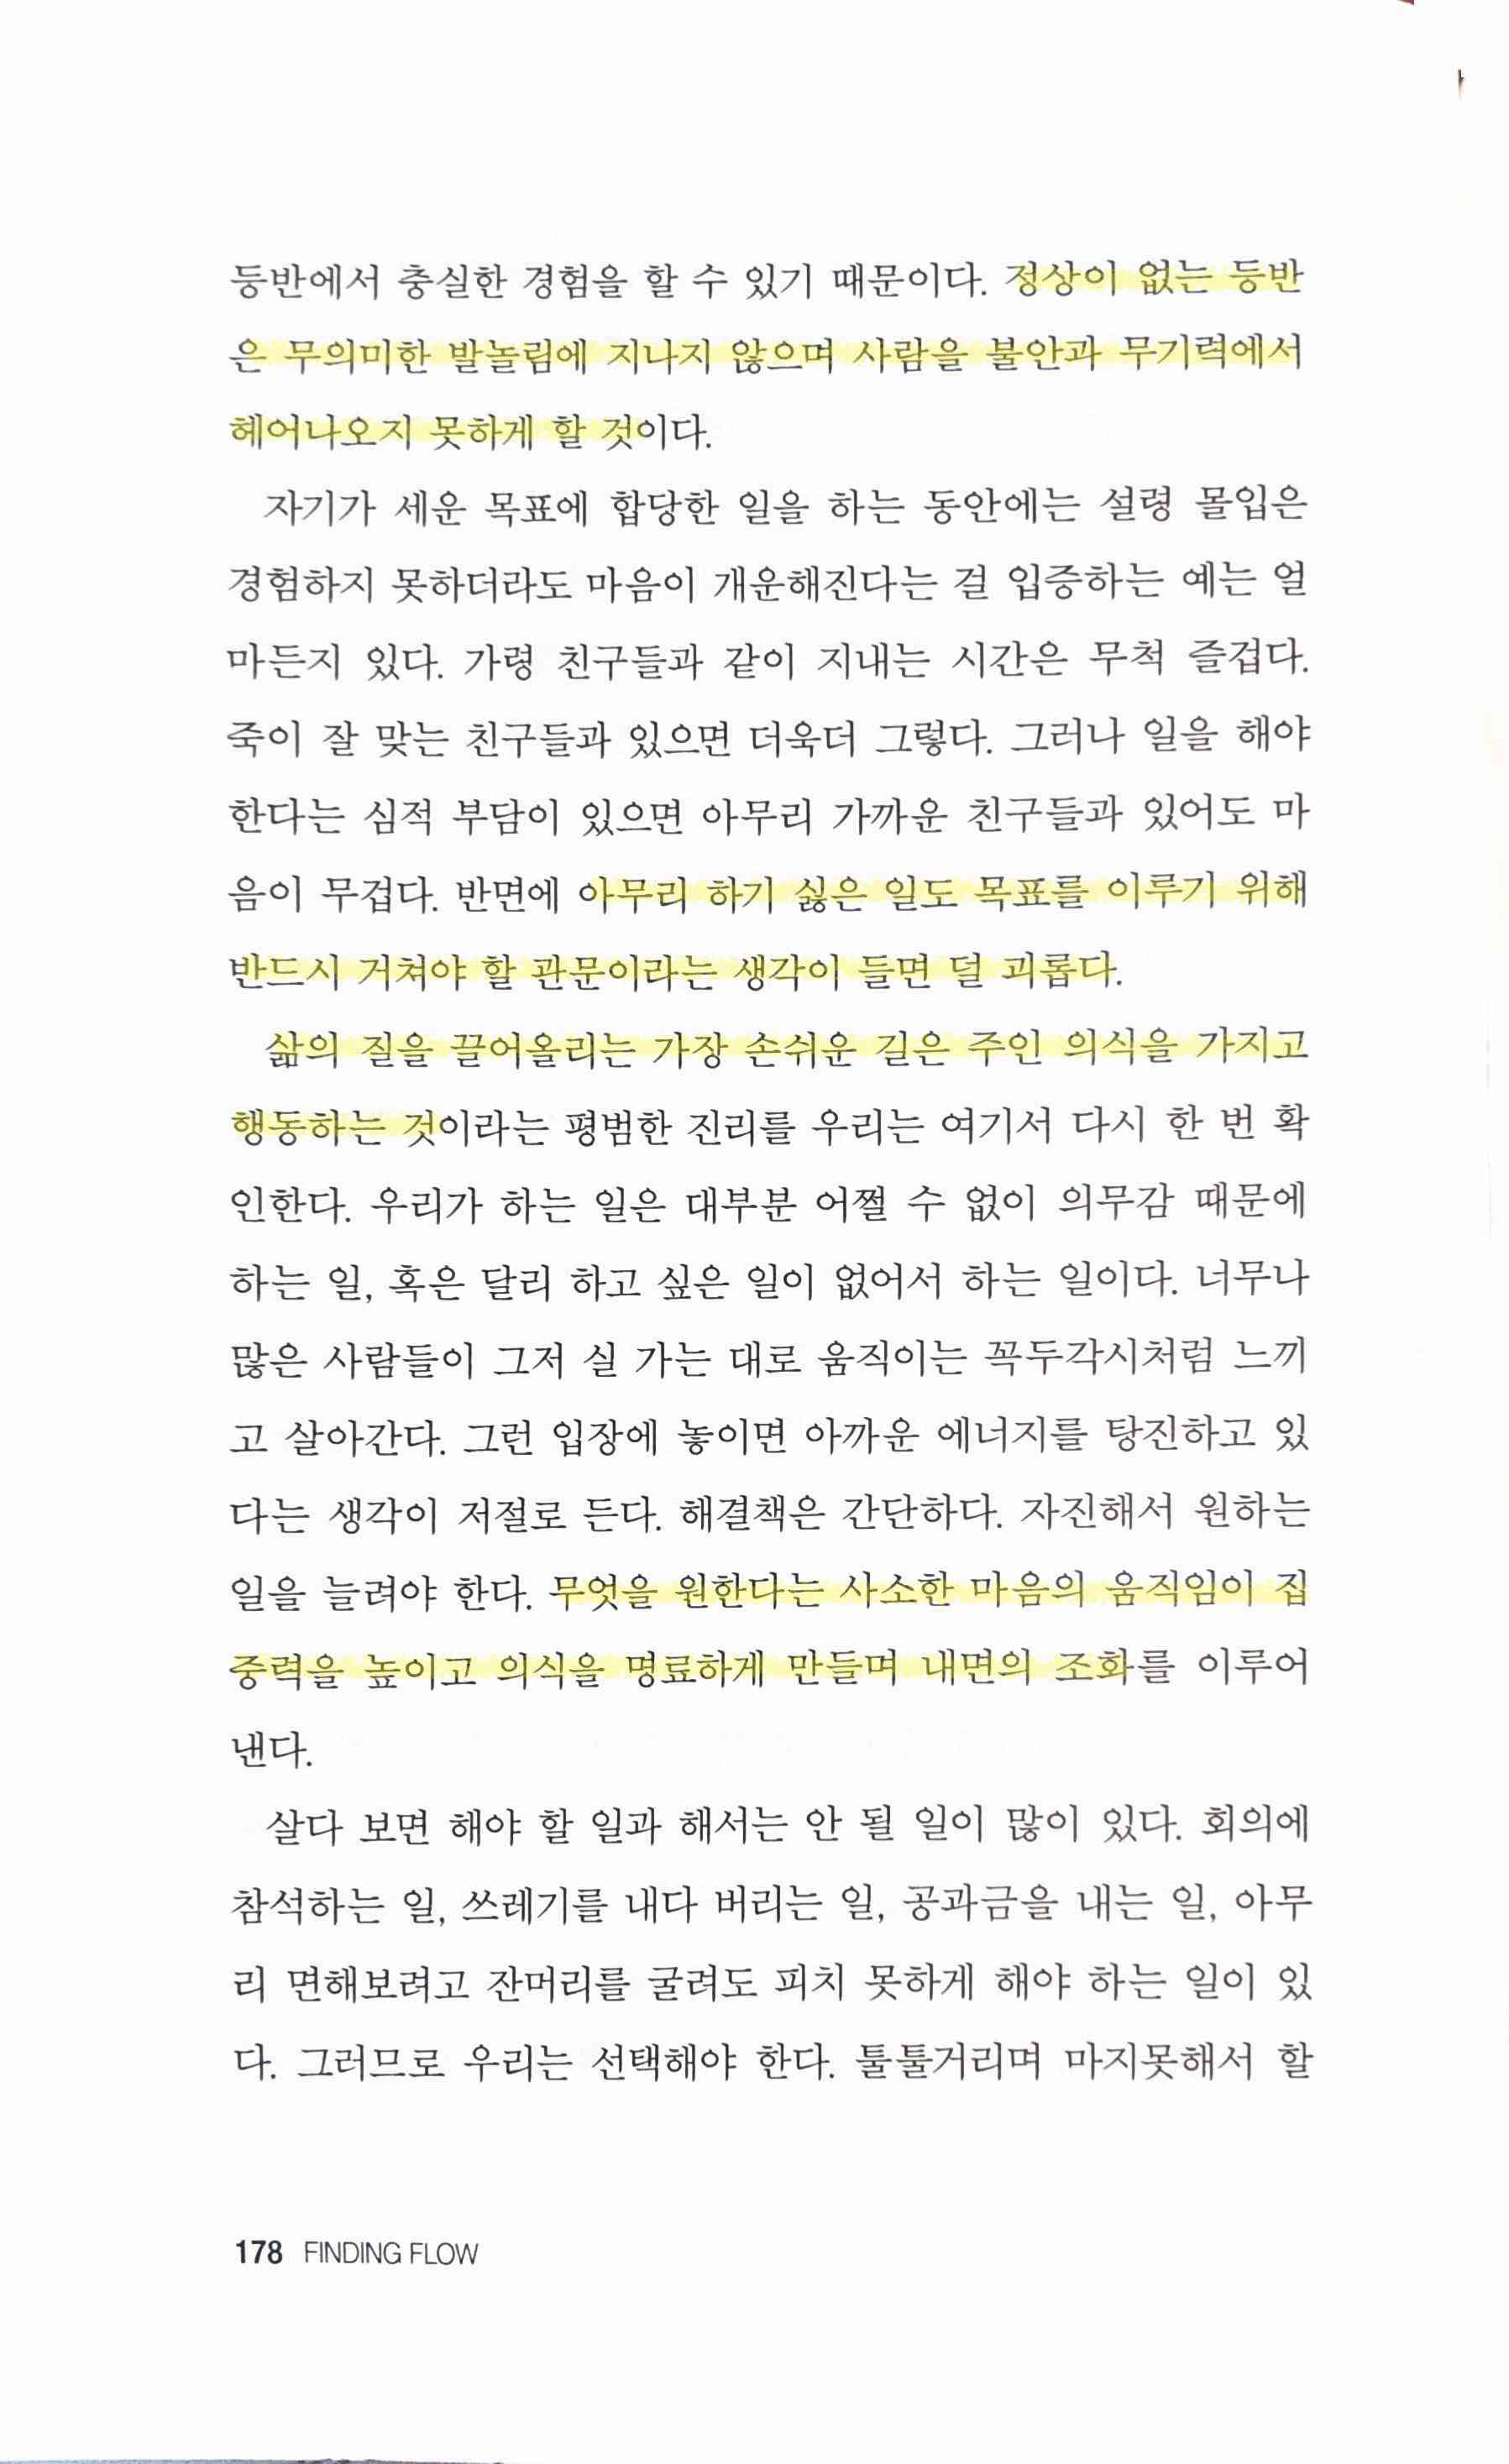 등반에서 충실한 경험을 할 수 있기 때문이다. 정상이 없는 등반
은 무의미한 발놀림에 지나지 않으며 사람을 불안과 무기력에서
헤어나오지 못하게 할 것이다.
자기가 세운 목표에 합당한 일을 하는 동안에는 설령 몰입은
경험하지 못하더라도 마음이 개운해진다는 걸 입증하는 예는 얼
마든지 있다. 가령 친구들과 같이 지내는 시간은 무척 즐겁다.
죽이 잘 맞는 친구들과 있으면 더욱더 그렇다. 그러나 일을 해야
한다는 심적 부담이 있으면 아무리 가까운 친구들과 있어도 마
음이 무겁다. 반면에 아무리 하기 싫은 일도 목표를 이루기 위해
반드시 거쳐야 할 관문이라는 생각이 들면 덜 괴롭다.
삶의 질을 끌어올리는 가장 손쉬운 길은 주인 의식을 가지고
행동하는 것이라는 평범한 진리를 우리는 여기서 다시 한 번 확
인한다. 우리가 하는 일은 대부분 어쩔 수 없이 의무감 때문에
하는 일, 혹은 달리 하고 싶은 일이 없어서 하는 일이다. 너무나
많은 사람들이 그저 실 가는 대로 움직이는 꼭두각시처럼 느끼
고 살아간다. 그런 입장에 놓이면 아까운 에너지를 탕진하고 있
다는 생각이 저절로 든다. 해결책은 간단하다. 자진해서 원하는
일을 늘려야 한다. 무엇을 원한다는 사소한 마음의 움직임이 집
중력을 높이고 의식을 명료하게 만들며 내면의 조화를 이루어
낸다.
살다 보면 해야 할 일과 해서는 안 될 일이 많이 있다. 회의에
참석하는 일, 쓰레기를 내다 버리는 일, 공과금을 내는 일, 아무
리 면해보려고 잔머리를 굴려도 피치 못하게 해야 하는 일이 있
다. 그러므로 우리는 선택해야 한다. 툴툴거리며 마지못해서 할
178 FINDING FLOW